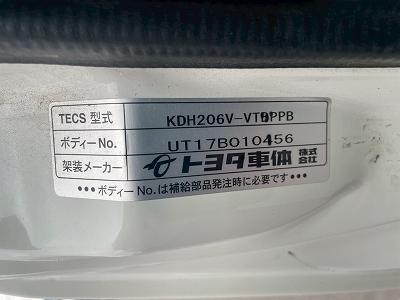 TECS 型式 KDH206V-VTBPPB
ボディーNo. UT17B010456
架装メーカー トヨタ車体 株式会社
•••ボディーNo.は補給部品発注時に必要です•••